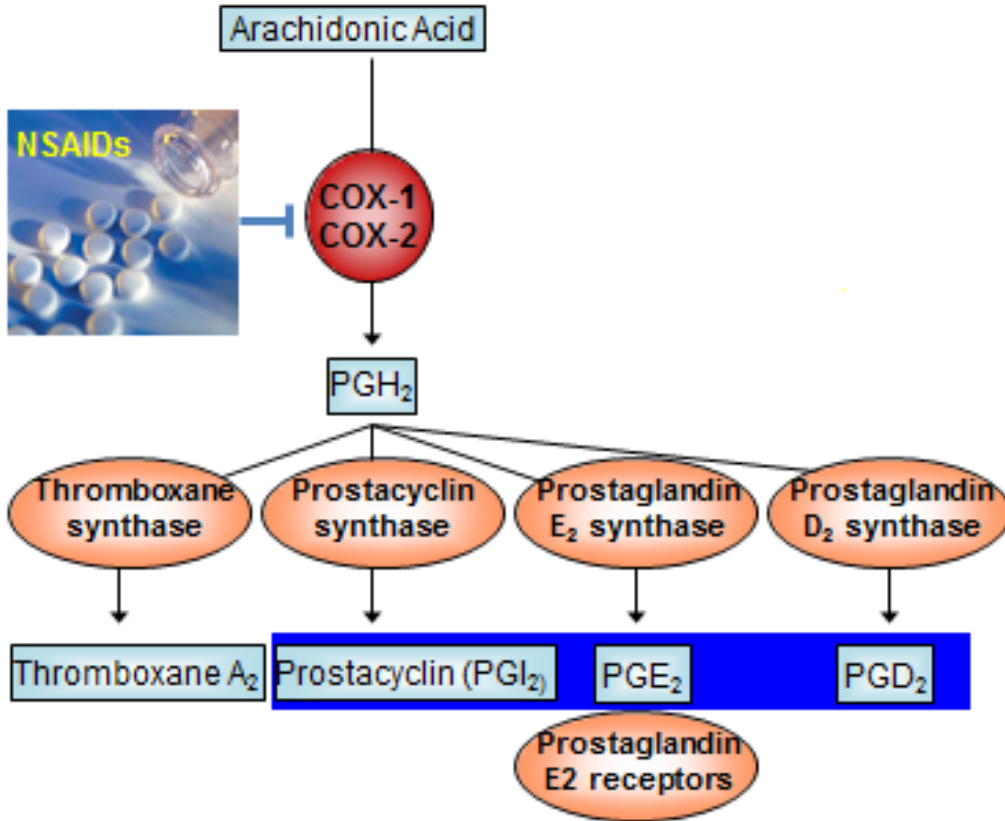 Arachidonic Acid
NSAIDs
COX-1
COX-2
PGH₂
Thromboxane
synthase
Prostacyclin
synthase
Prostaglandin
E₂ synthase
Prostaglandin
D₂ synthase
Thromboxane A₂
Prostacyclin (PGI₂)
PGE₂
PGD₂
Prostaglandin
E2 receptors